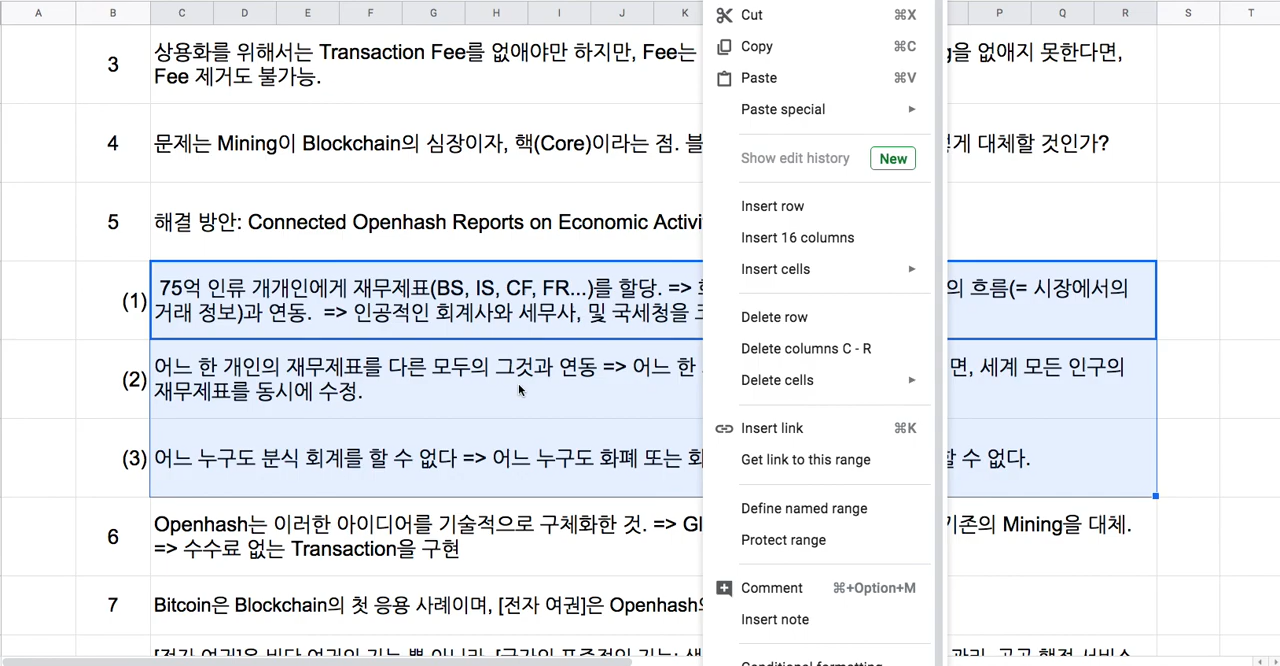 A B C D E F G H I J K P Q R S T
3 상용화를 위해서는 Transaction Fee를 없애야만 하지만, Fee는 을 없애지 못한다면,
Fee 제거도 불가능.
4 문제는 Mining이 Blockchain의 심장이자, 핵(Core)이라는 점. 대체할 것인가?
5 해결 방안: Connected Openhash Reports on Economic
(1) 75억 인류 개개인에게 재무제표(BS, IS, CF, FR...)를 할당. => 의 흐름(= 시장에서의
거래 정보)과 연동. => 인공적인 회계사와 세무사, 및 국세청을
(2) 어느 한 개인의 재무제표를 다른 모두의 그것과 연동 => 어느 한 면, 세계 모든 인구의
재무제표를 동시에 수정.
(3) 어느 누구도 분식 회계를 할 수 없다 => 어느 누구도 화폐 또는 할 수 없다.
6 Openhash는 이러한 아이디어를 기술적으로 구체화한 것. => 기존의 Mining을 대체.
=> 수수료 없는 Transaction을 구현
7 Bitcoin은 Blockchain의 첫 응용 사례이며, [전자 여권]은
Cut ⌘X
Copy ⌘C
Paste ⌘V
Paste special
Show edit history New
Insert row
Insert 16 columns
Insert cells
Delete row
Delete columns C - R
Delete cells
Insert link ⌘K
Get link to this range
Define named range
Protect range
Comment ⌘+Option+M
Insert note
Conditional formatting